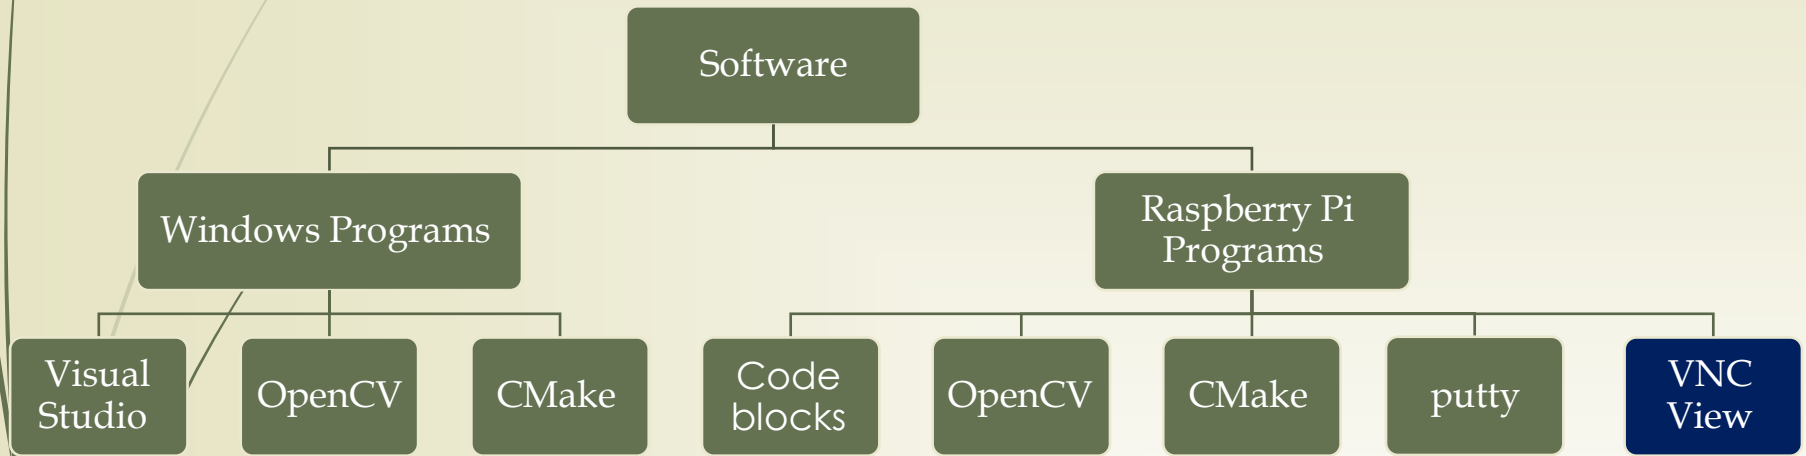 Software
Windows Programs
Raspberry Pi
Programs
Visual
Studio
OpenCV
CMake
Code
blocks
OpenCV
CMake
putty
VNC
View